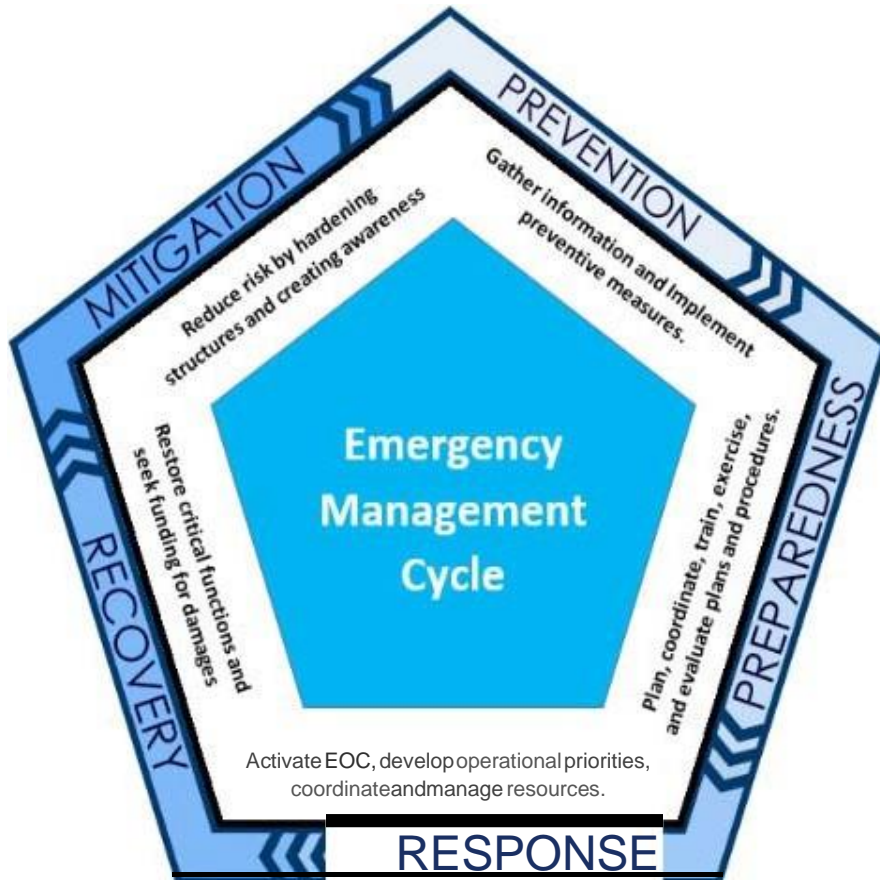 PREVENTION
Gather information and Implement
preventive measures.
PREPAREDNESS
Plan, coordinate, train, exercise,
and evaluate plans and procedures.
Activate EOC, develop operational priorities,
coordinate and manage resources.
RESPONSE
RECOVERY
Restore critical functions and
seek funding for damages
MITIGATION
Reduce risk by hardening
structures and creating awareness
Emergency
Management
Cycle